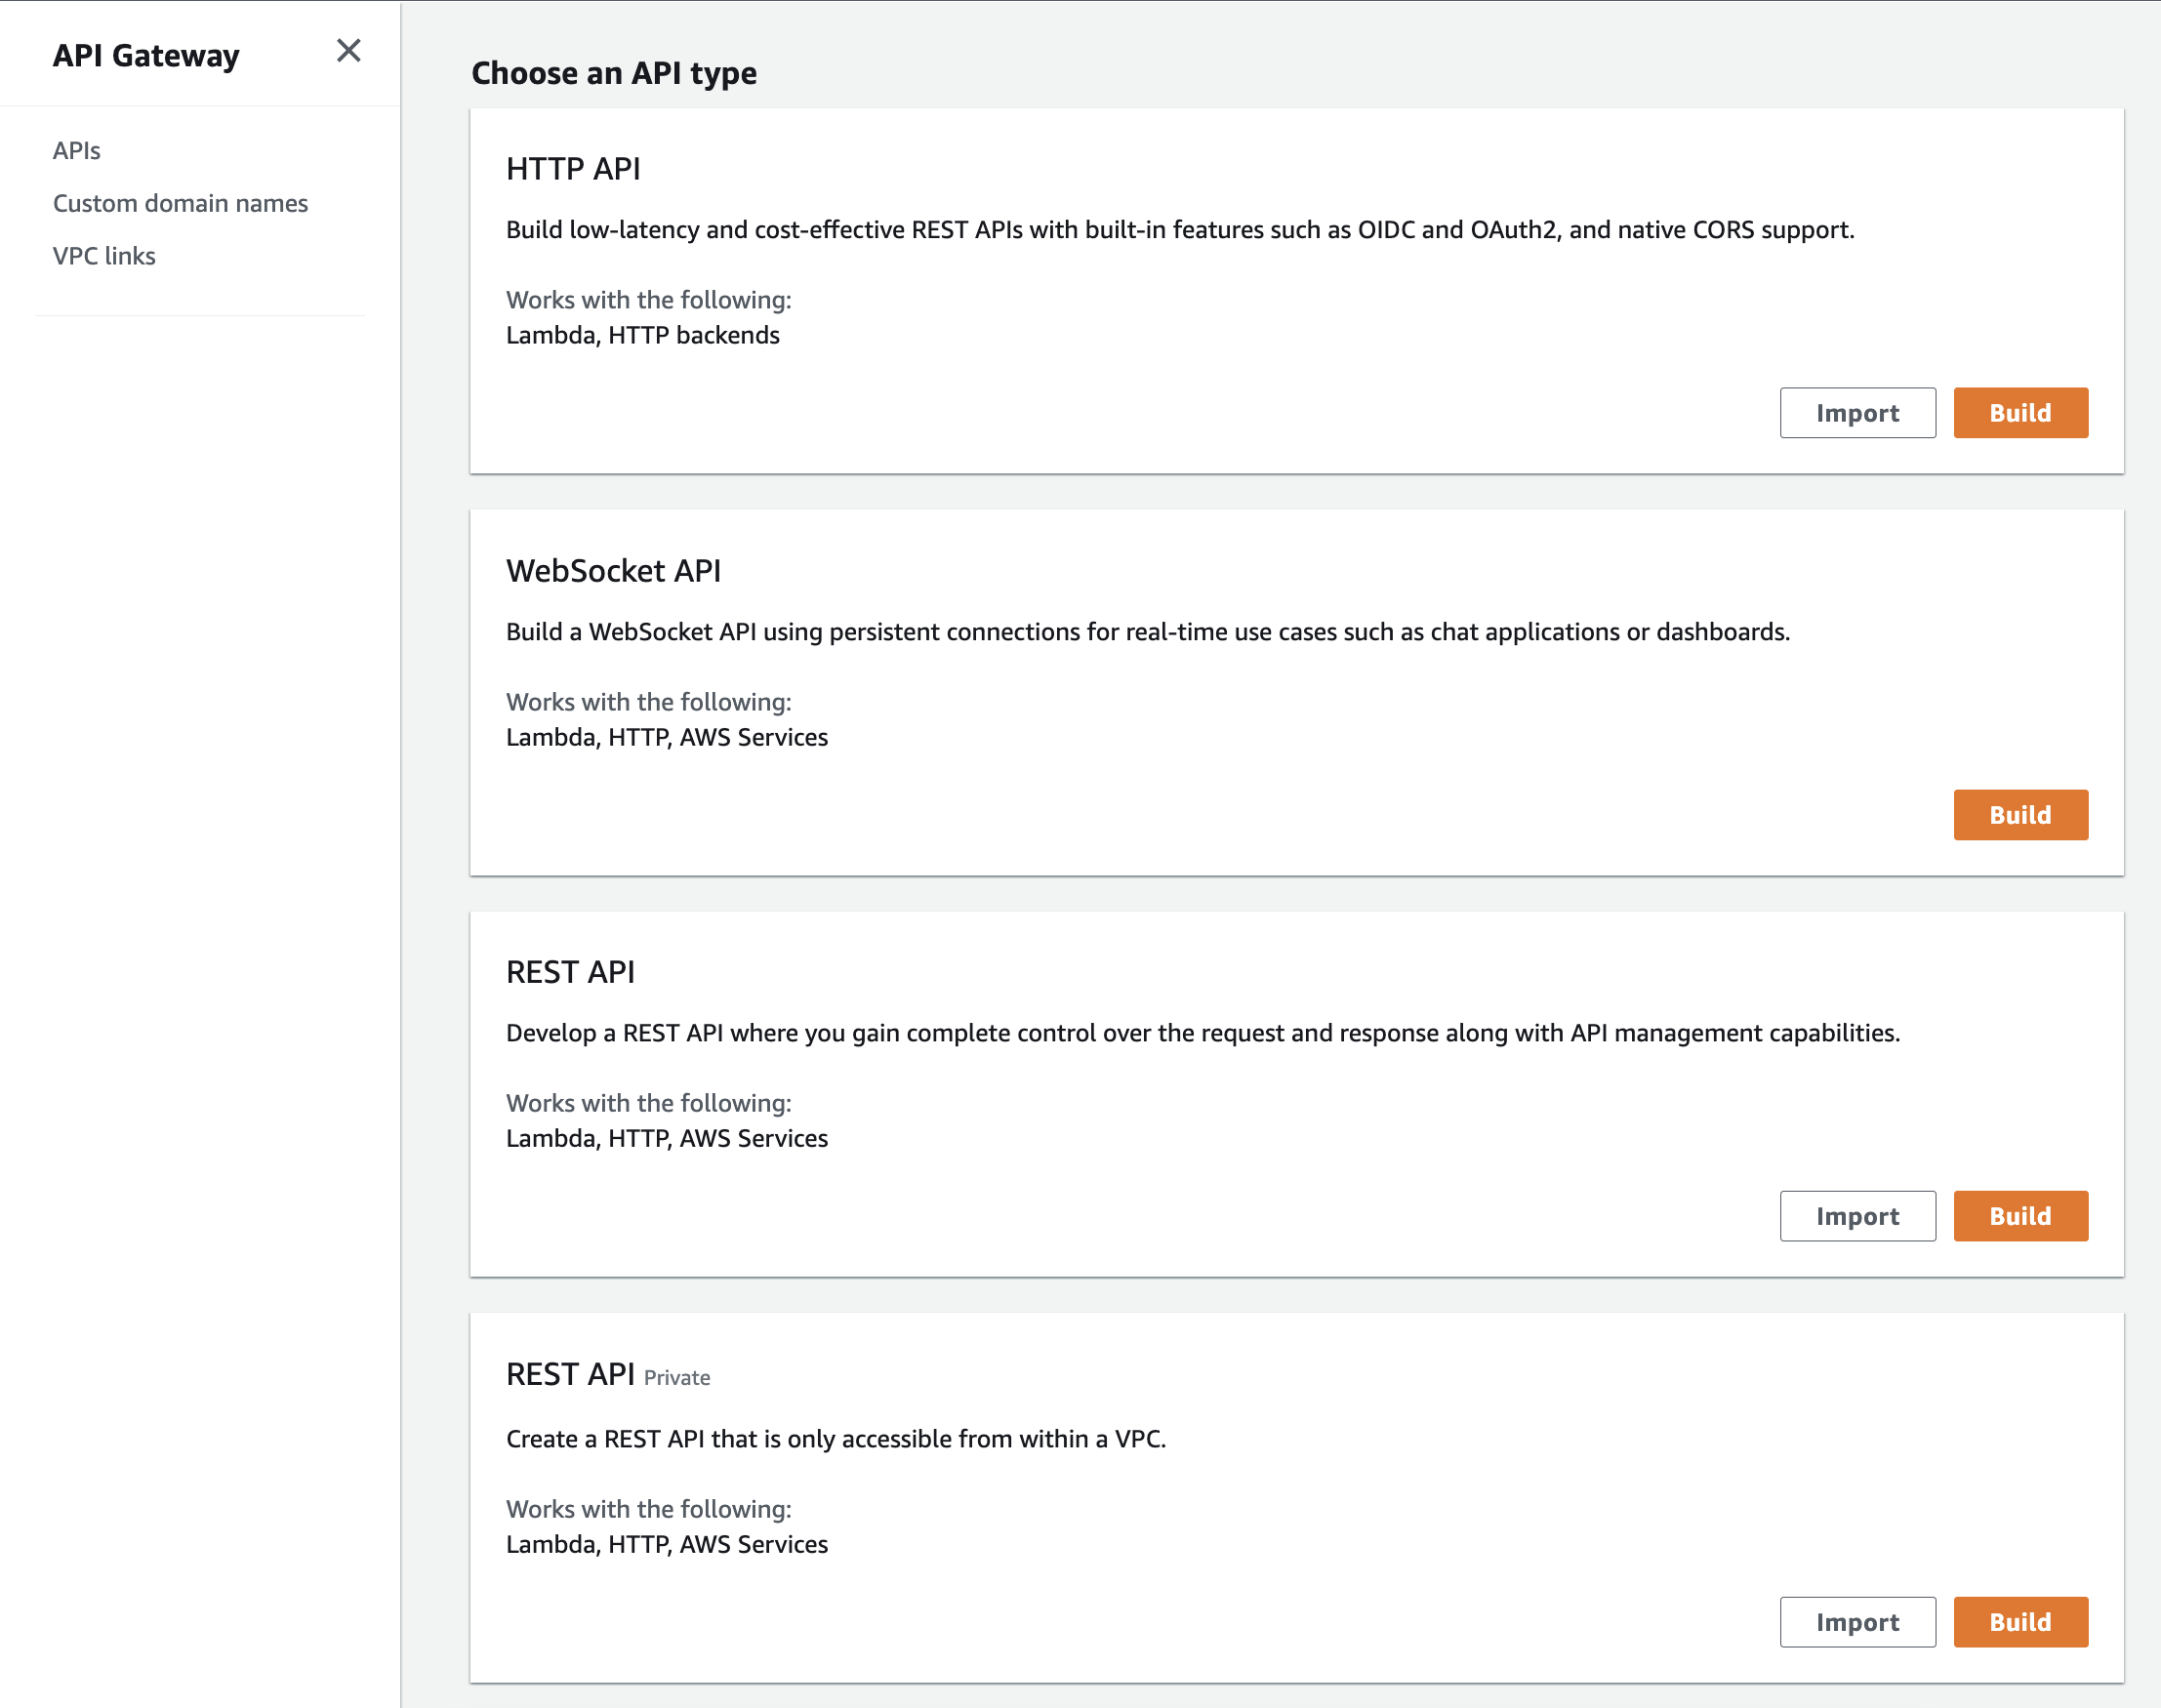 API Gateway
APIs
Custom domain names
VPC links
Choose an API type
HTTP API
Build low-latency and cost-effective REST APIs with built-in features such as OIDC and OAuth2, and native CORS support.
Works with the following:
Lambda, HTTP backends
Import
Build
WebSocket API
Build a WebSocket API using persistent connections for real-time use cases such as chat applications or dashboards.
Works with the following:
Lambda, HTTP, AWS Services
Build
REST API
Develop a REST API where you gain complete control over the request and response along with API management capabilities.
Works with the following:
Lambda, HTTP, AWS Services
Import
Build
REST API Private
Create a REST API that is only accessible from within a VPC.
Works with the following:
Lambda, HTTP, AWS Services
Import
Build